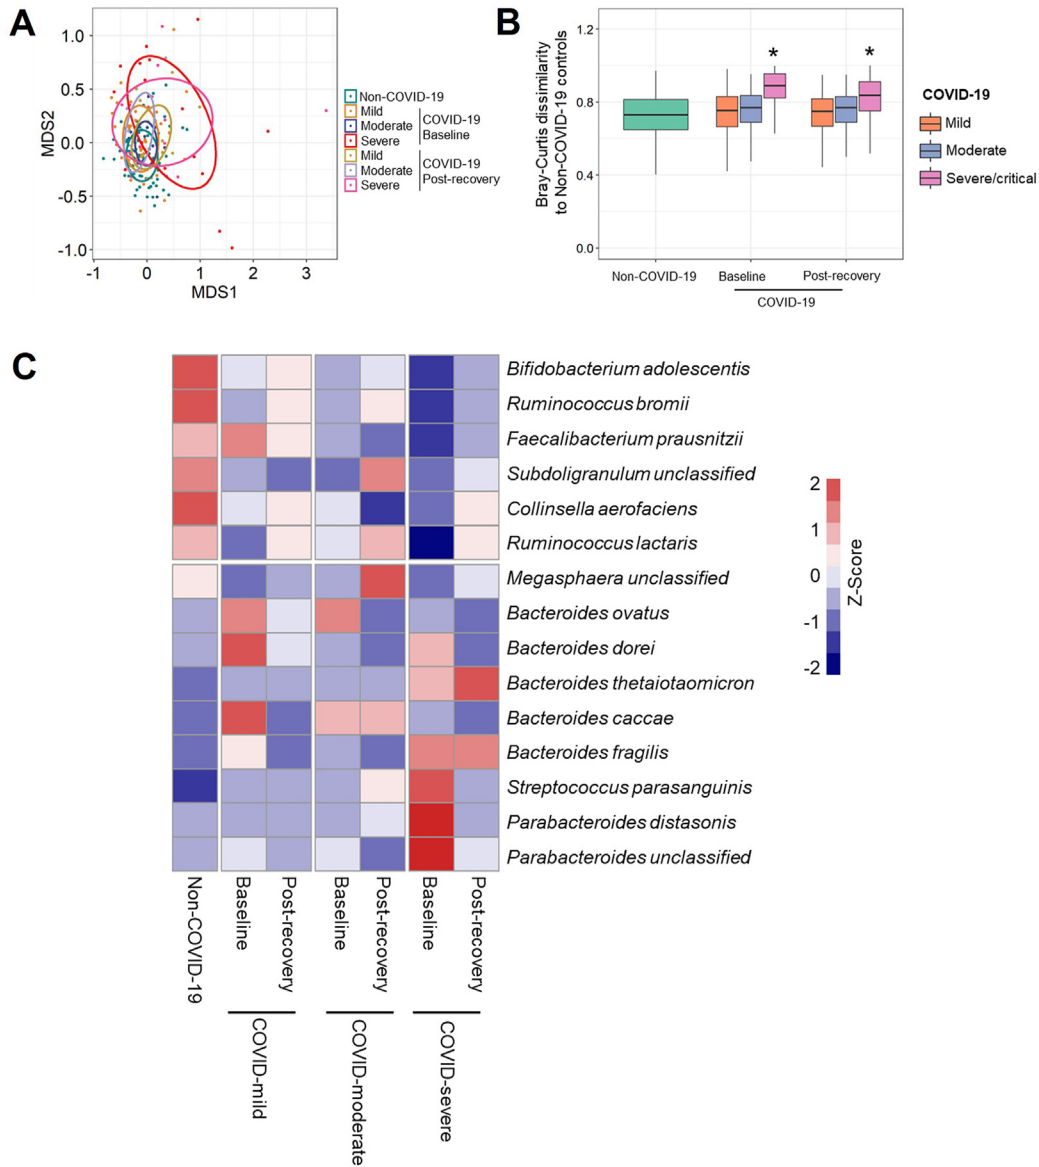 A
MDS2
1.0
0.5
0.0
-0.5
-1.0
-1
0
1
2
3
MDS1
Non-COVID-19
Mild
Moderate
Severe
COVID-19
Baseline
Mild
Moderate
Severe
COVID-19
Post-recovery
B
Bray-Curtis dissimilarity
to Non-COVID-19 controls
1.2
0.8
0.4
0.0
*
*
Non-COVID-19
Baseline
Post-recovery
COVID-19
COVID-19
Mild
Moderate
Severe/critical
C
Bifidobacterium adolescentis
Ruminococcus bromii
Faecalibacterium prausnitzii
Subdoligranulum unclassified
Collinsella aerofaciens
Ruminococcus lactaris
Megasphaera unclassified
Bacteroides ovatus
Bacteroides dorei
Bacteroides thetaiotaomicron
Bacteroides caccae
Bacteroides fragilis
Streptococcus parasanguinis
Parabacteroides distasonis
Parabacteroides unclassified
2
1
0
-1
-2
Z-Score
Non-COVID-19
Baseline
Post-recovery
Baseline
Post-recovery
Baseline
Post-recovery
COVID-mild
COVID-moderate
COVID-severe